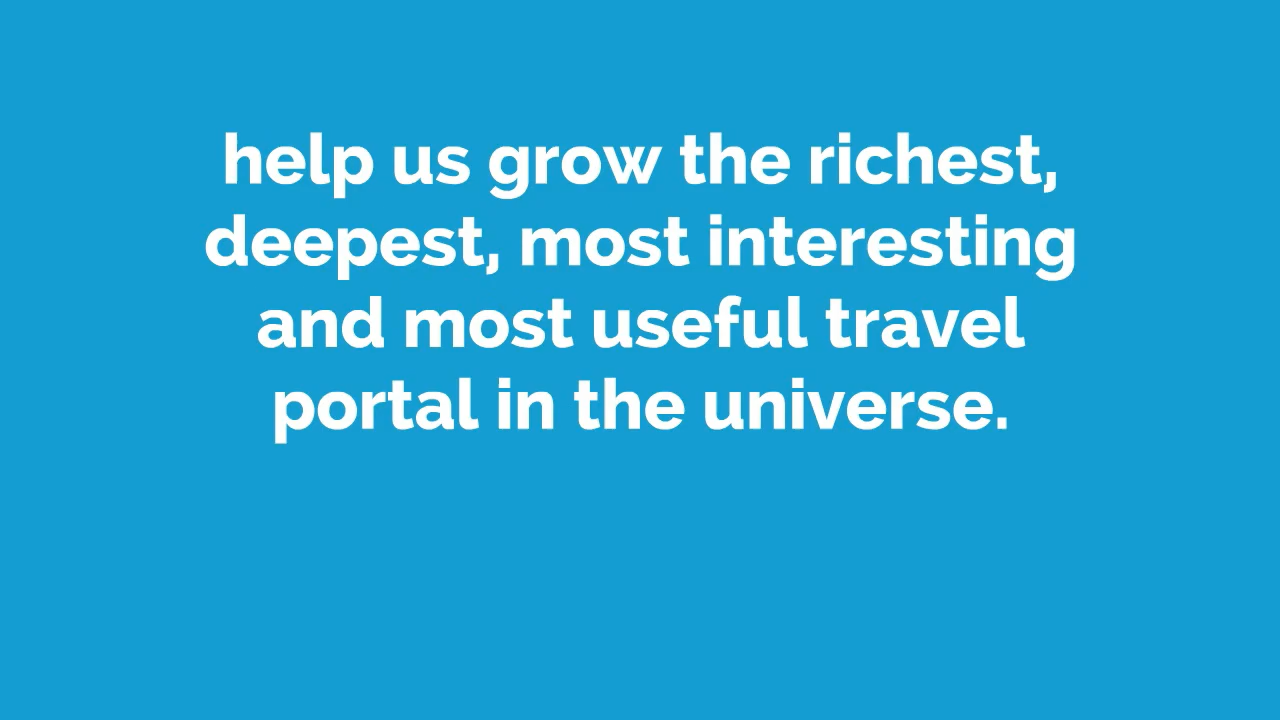 help us grow the richest,
deepest, most interesting
and most useful travel
portal in the universe.